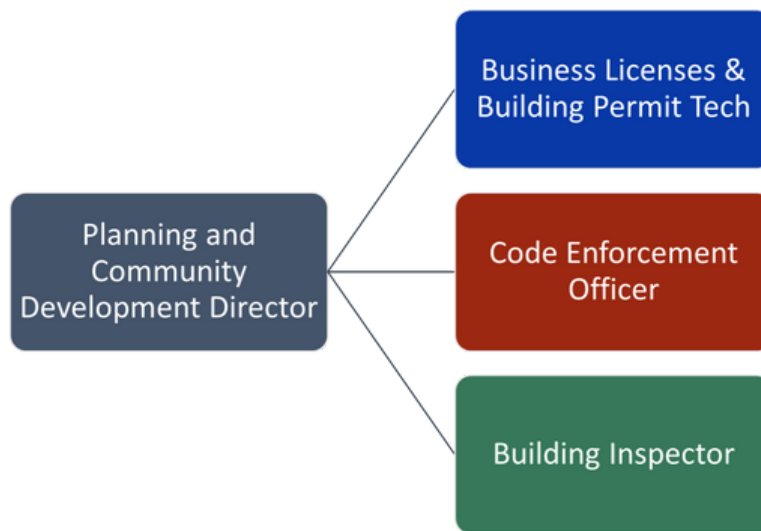 Business Licenses &
Building Permit Tech
Planning and
Community
Development Director
Code Enforcement
Officer
Building Inspector